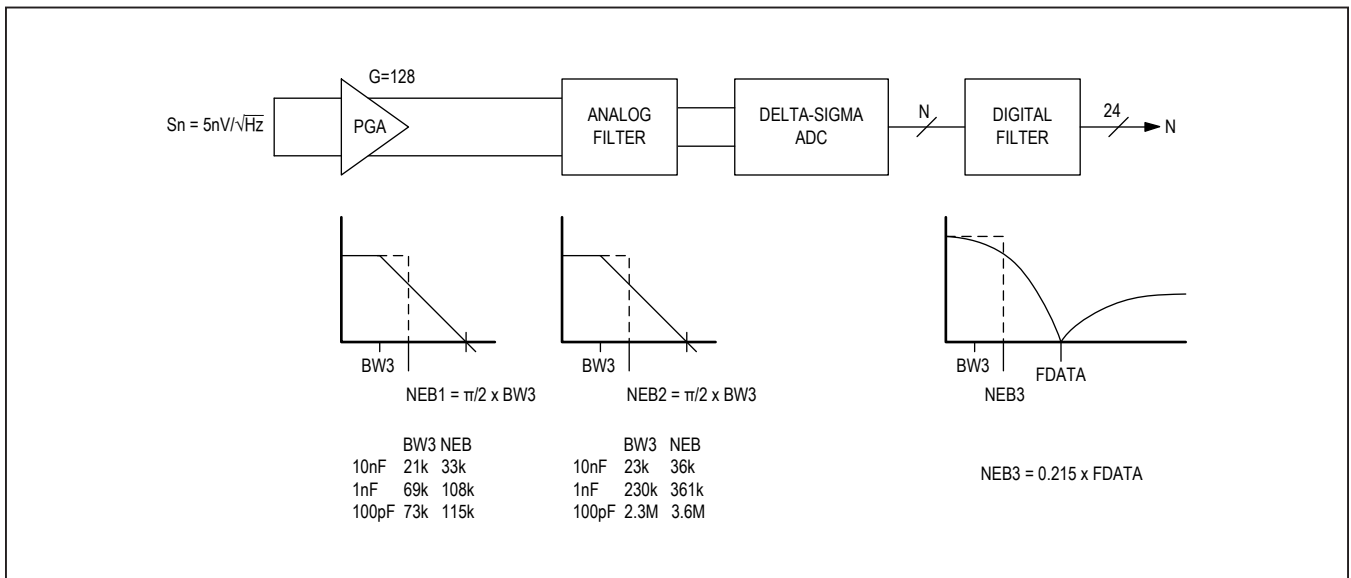 G=128
Sn = 5nV/√Hz
PGA
ANALOG
FILTER
DELTA-SIGMA
ADC
N
DIGITAL
FILTER
24
N
BW3
NEB1 = π/2 x BW3
BW3 NEB
10nF 21k 33k
1nF 69k 108k
100pF 73k 115k
BW3
NEB2 = π/2 x BW3
BW3 NEB
10nF 23k 36k
1nF 230k 361k
100pF 2.3M 3.6M
BW3
NEB3
FDATA
NEB3 = 0.215 x FDATA